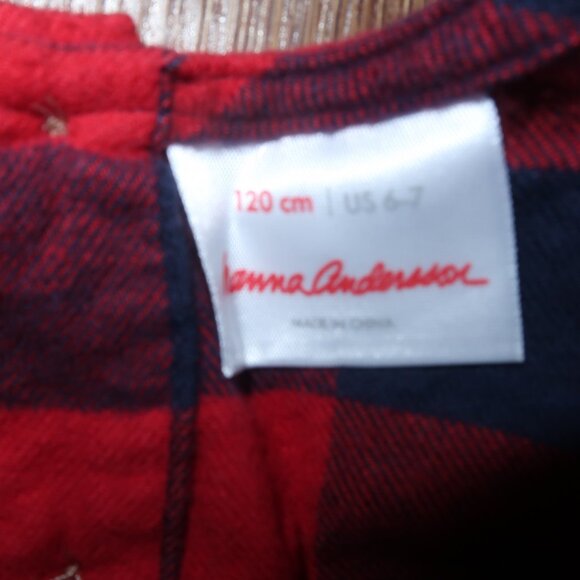 120 cm | US 6-7
hanna andersson
MADE IN CHINA